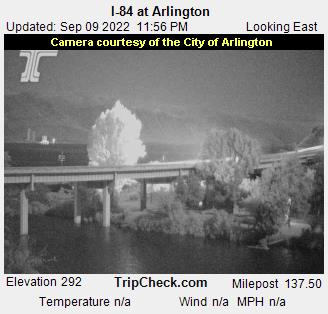 I-84 at Arlington
Updated: Sep 09 2022 11:56 PM Looking East
Camera courtesy of the City of Arlington
Elevation 292 TripCheck.com Milepost 137.50
Temperature n/a Wind n/a MPH n/a